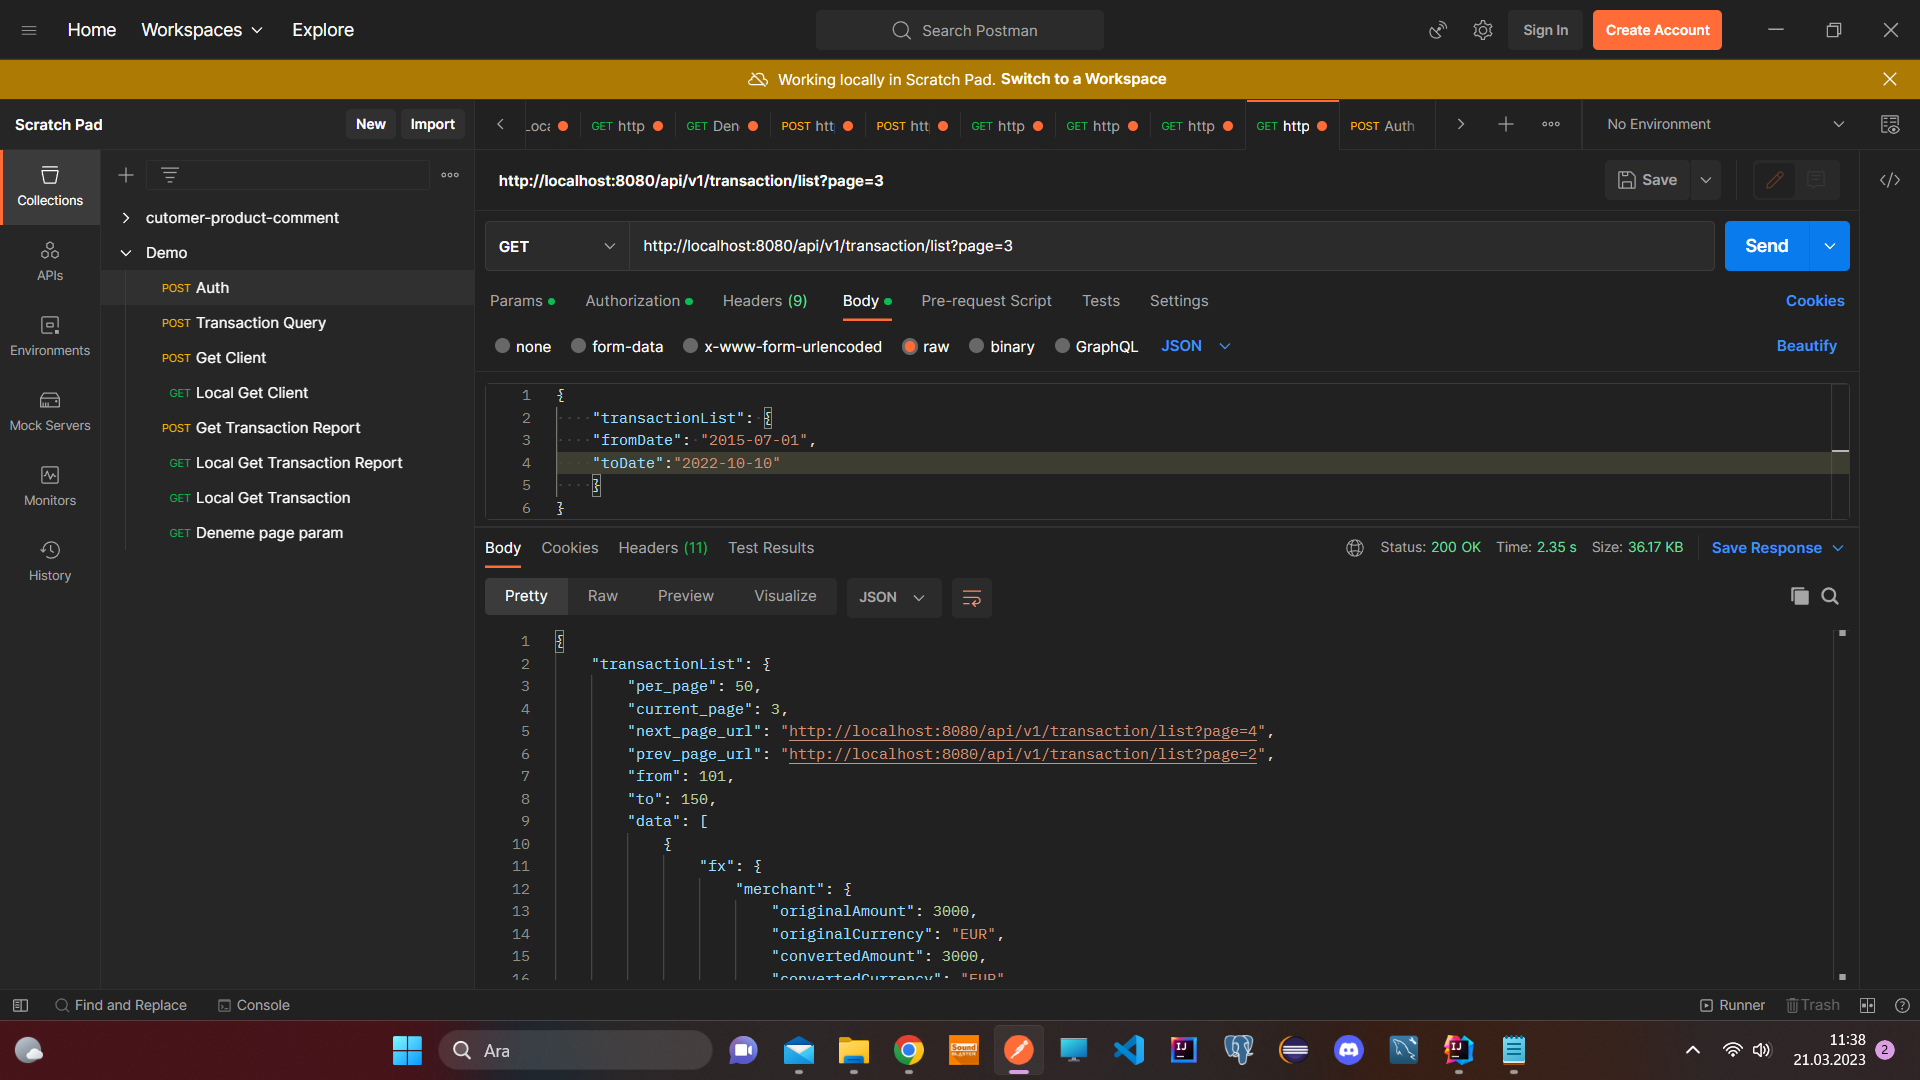 Home
Workspaces
Explore
Search Postman
Sign In
Create Account
Working locally in Scratch Pad. Switch to a Workspace
Scratch Pad
New
Import
GET http
GET Den
POST htt
POST htt
GET http
GET http
GET http
GET http
POST Auth
No Environment
Collections
APIs
Environments
Mock Servers
Monitors
History
cutomer-product-comment
Demo
POST Auth
POST Transaction Query
POST Get Client
GET Local Get Client
POST Get Transaction Report
GET Local Get Transaction Report
GET Local Get Transaction
GET Deneme page param
http://localhost:8080/api/v1/transaction/list?page=3
Save
GET
http://localhost:8080/api/v1/transaction/list?page=3
Send
Params
Authorization
Headers (9)
Body
Pre-request Script
Tests
Settings
Cookies
none
form-data
x-www-form-urlencoded
raw
binary
GraphQL
JSON
Beautify
1 {
2 "transactionList": {
3 "fromDate": "2015-07-01",
4 "toDate":"2022-10-10"
5 }
6 }
Body
Cookies
Headers (11)
Test Results
Status: 200 OK
Time: 2.35 s
Size: 36.17 KB
Save Response
Pretty
Raw
Preview
Visualize
JSON
1 {
2 "transactionList": {
3 "per_page": 50,
4 "current_page": 3,
5 "next_page_url": "http://localhost:8080/api/v1/transaction/list?page=4",
6 "prev_page_url": "http://localhost:8080/api/v1/transaction/list?page=2",
7 "from": 101,
8 "to": 150,
9 "data": [
10 {
11 "fx": {
12 "merchant": {
13 "originalAmount": 3000,
14 "originalCurrency": "EUR",
15 "convertedAmount": 3000,
16 "convertedCurrency": "EUR"
Find and Replace
Console
Runner
Trash
Ara
11:38
21.03.2023
2